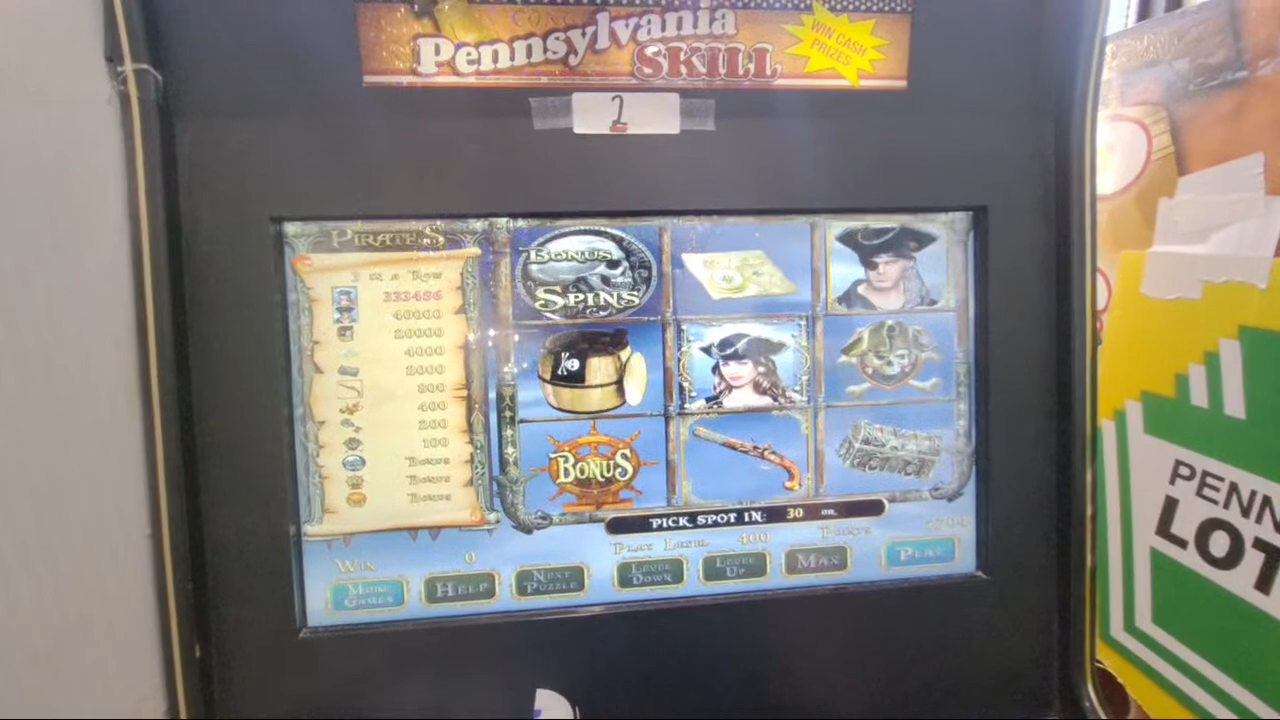 Pennsylvania
SKILL
WIN CASH
PRIZES
2
PIRATES
3 IN A ROW
333486
40000
20000
4000
2000
800
400
200
100
BONUS
BONUS
BONUS
BONUS
SPINS
BONUS
PICK SPOT IN: 30
PLAY LEVEL 400 POINTS
WIN 0
MORE
GAMES
HELP
NEXT
PUZZLE
LEVEL
DOWN
LEVEL
UP
MAX
PLAY
PENN
LOT